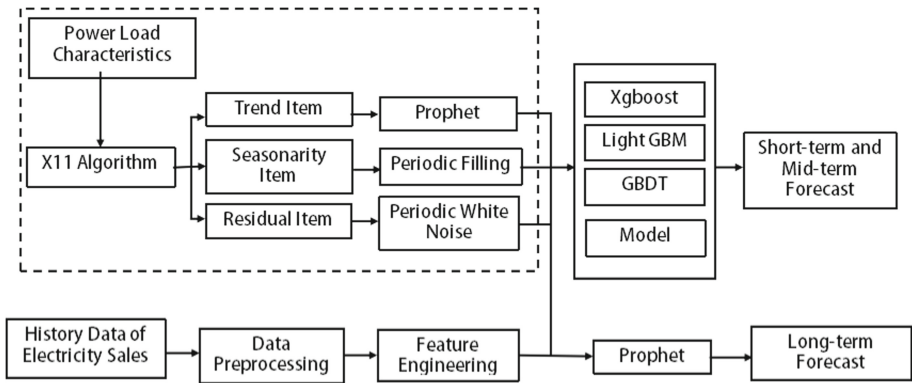 Power Load
Characteristics
X11 Algorithm
Trend Item
Seasonarity
Item
Residual Item
Prophet
Periodic Filling
Periodic White
Noise
Xgboost
Light GBM
GBDT
Model
Short-term and
Mid-term
Forecast
History Data of
Electricity Sales
Data
Preprocessing
Feature
Engineering
Prophet
Long-term
Forecast